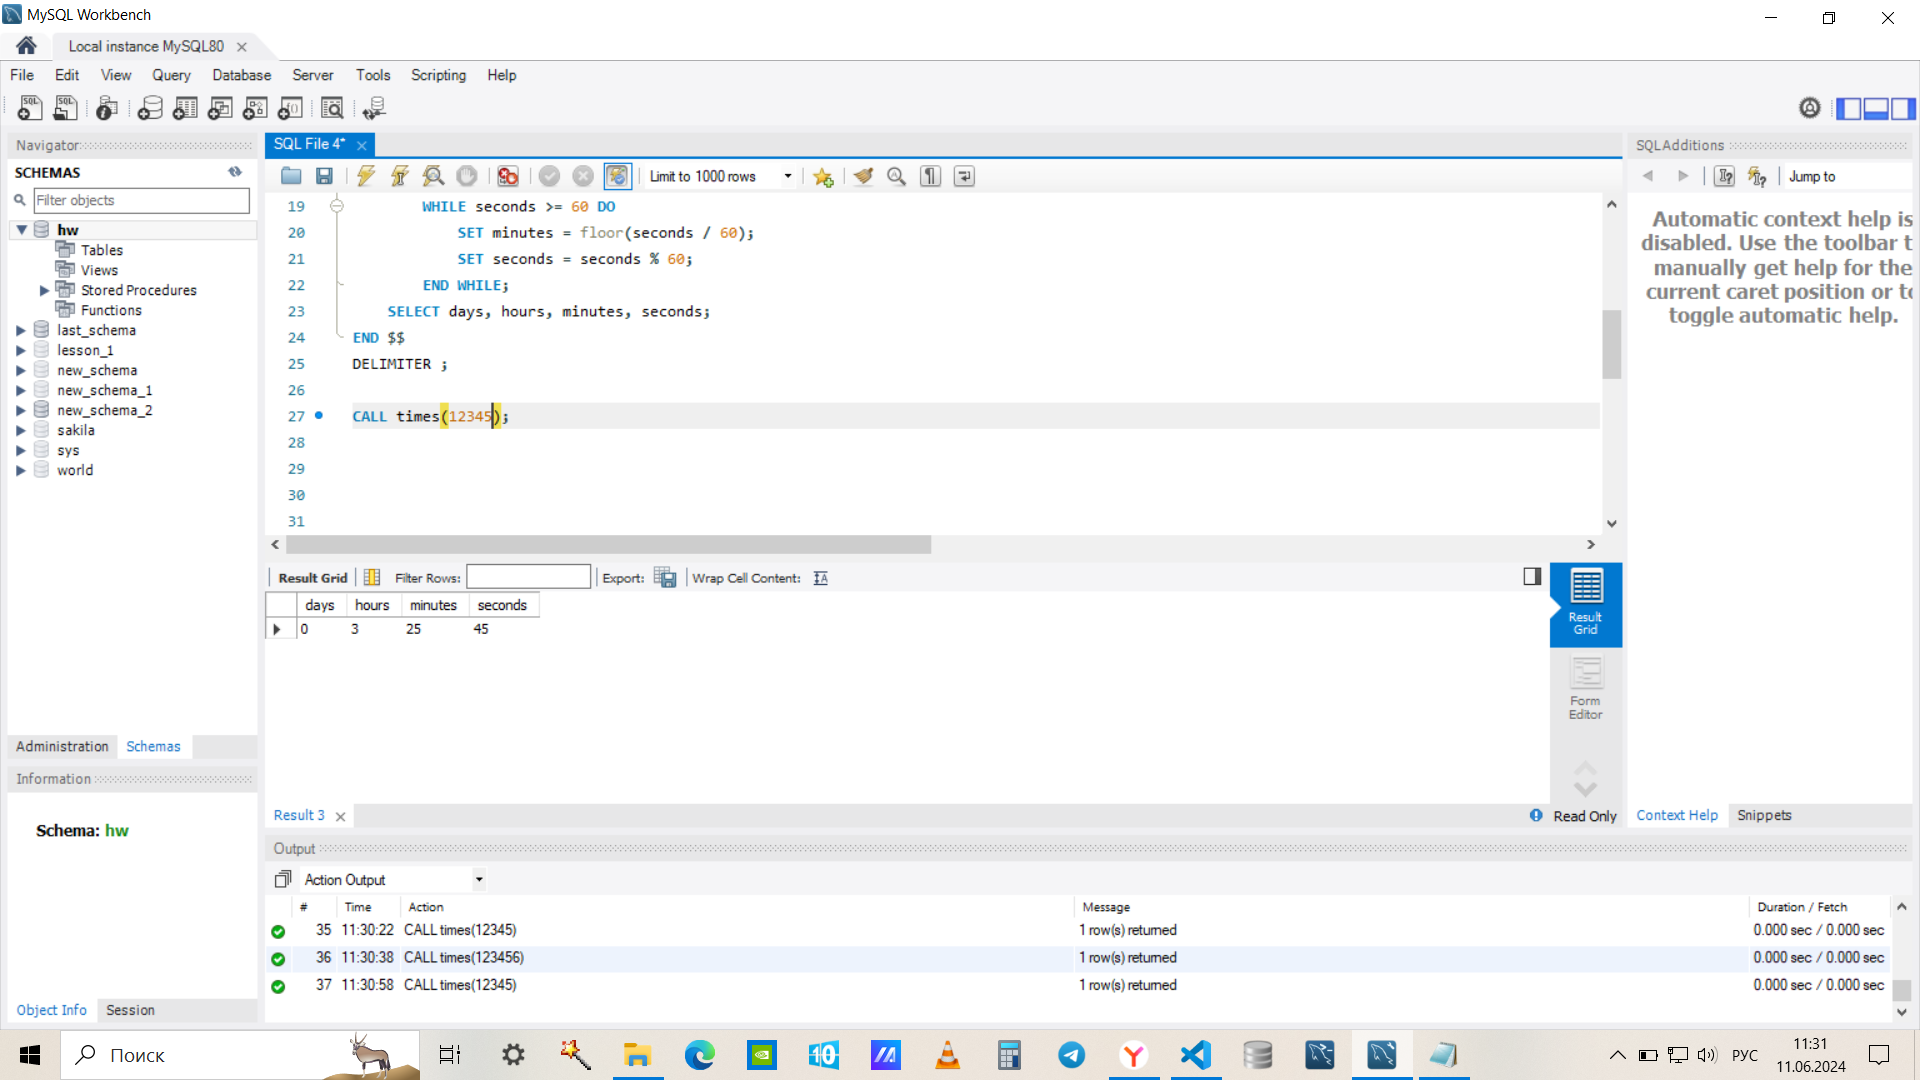 MySQL Workbench
Local instance MySQL80
File Edit View Query Database Server Tools Scripting Help
Navigator
SCHEMAS
Filter objects
hw
Tables
Views
Stored Procedures
Functions
last_schema
lesson_1
new_schema
new_schema_1
new_schema_2
sakila
sys
world
Administration Schemas
Information
Schema: hw
Object Info Session
SQL File 4*
Limit to 1000 rows
19 WHILE seconds >= 60 DO
20 SET minutes = floor(seconds / 60);
21 SET seconds = seconds % 60;
22 END WHILE;
23 SELECT days, hours, minutes, seconds;
24 END $$
25 DELIMITER ;
26
27 CALL times(12345);
28
29
30
31
Result Grid Filter Rows: Export: Wrap Cell Content:
days hours minutes seconds
0 3 25 45
Result Grid
Form Editor
Result 3
Read Only
SQLAdditions
Jump to
Automatic context help is
disabled. Use the toolbar t
manually get help for the
current caret position or to
toggle automatic help.
Context Help Snippets
Output
Action Output
# Time Action Message Duration / Fetch
35 11:30:22 CALL times(12345) 1 row(s) returned 0.000 sec / 0.000 sec
36 11:30:38 CALL times(123456) 1 row(s) returned 0.000 sec / 0.000 sec
37 11:30:58 CALL times(12345) 1 row(s) returned 0.000 sec / 0.000 sec
Поиск
РУС
11:31
11.06.2024